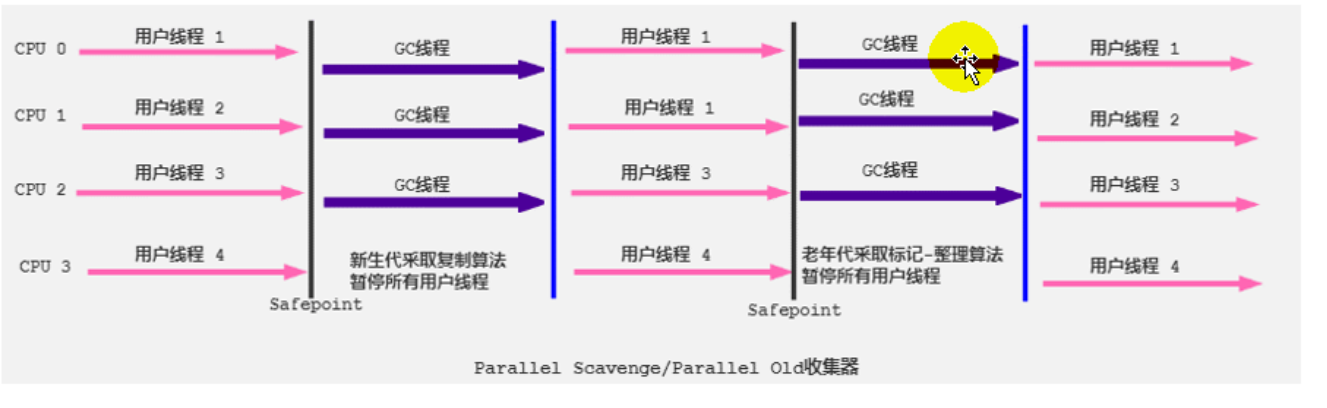 CPU 0
用户线程 1
GC线程
用户线程 1
GC线程
用户线程 1
CPU 1
用户线程 2
GC线程
用户线程 1
GC线程
用户线程 2
CPU 2
用户线程 3
GC线程
用户线程 3
GC线程
用户线程 3
CPU 3
用户线程 4
新生代采取复制算法
暂停所有用户线程
用户线程 4
老年代采取标记-整理算法
暂停所有用户线程
用户线程 4
Safepoint
Safepoint
Parallel Scavenge/Parallel Old收集器